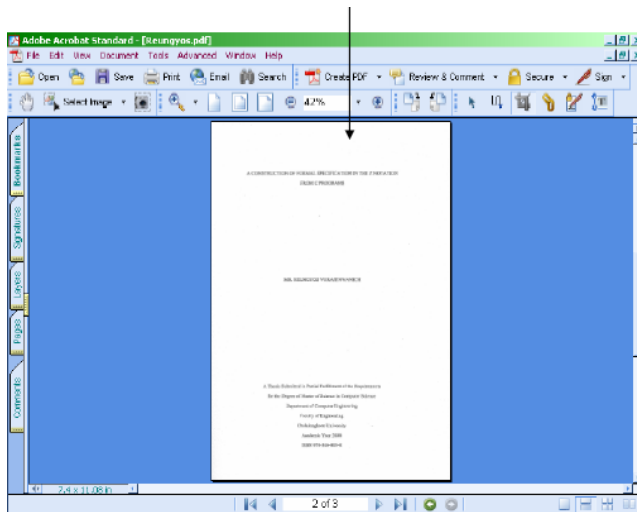 Adobe Acrobat Standard - [Reungyos.pdf]
File Edit View Document Tools Advanced Window Help
Open Save Print Email Search Create PDF Review & Comment Secure Sign
Select Image 42%
Bookmarks
Signatures
Layers
Pages
Comments
A CONSTRUCTION OF FORMAL SPECIFICATION IN THE Z NOTATION
FROM C PROGRAMS
MR.
A Thesis Submitted in Partial Fulfillment of the Requirements
for the Degree of Master of Science in Computer Science
Department of Computer Engineering
Faculty of Engineering
Chulalongkorn University
Academic Year 2000
7.4 x 11.08 in
2 of 3